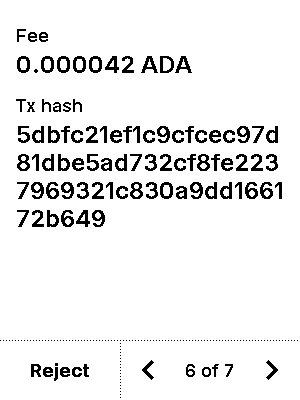 Fee
0.000042 ADA
Tx hash
5dbfc21ef1c9cfcec97d
81dbe5ad732cf8fe223
7969321c830a9dd1661
72b649
Reject
6 of 7